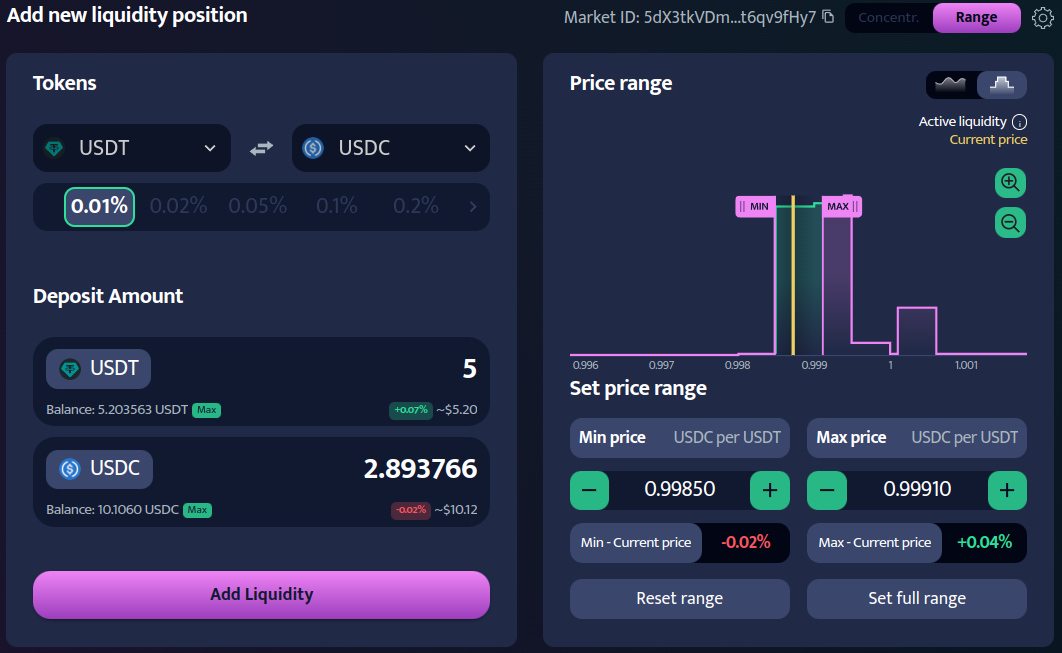 Add new liquidity position
Market ID: 5dX3tkVDm...t6qv9fHy7
Concentr.
Range
Tokens
USDT
USDC
0.01% 0.02% 0.05% 0.1% 0.2%
Deposit Amount
USDT
5
Balance: 5.203563 USDT Max
+0.07% ~$5.20
USDC
2.893766
Balance: 10.1060 USDC Max
-0.02% ~$10.12
Add Liquidity
Price range
Active liquidity
Current price
MIN
MAX
0.996 0.997 0.998 0.999 1 1.001
Set price range
Min price USDC per USDT
Max price USDC per USDT
− 0.99850 +
− 0.99910 +
Min - Current price -0.02%
Max - Current price +0.04%
Reset range
Set full range